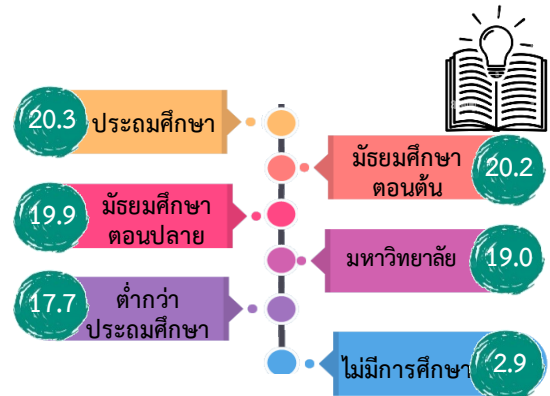 20.3 ประถมศึกษา
มัธยมศึกษา
ตอนต้น
20.2
19.9
มัธยมศึกษา
ตอนปลาย
มหาวิทยาลัย 19.0
17.7
ต่ำกว่า
ประถมศึกษา
ไม่มีการศึกษา 2.9